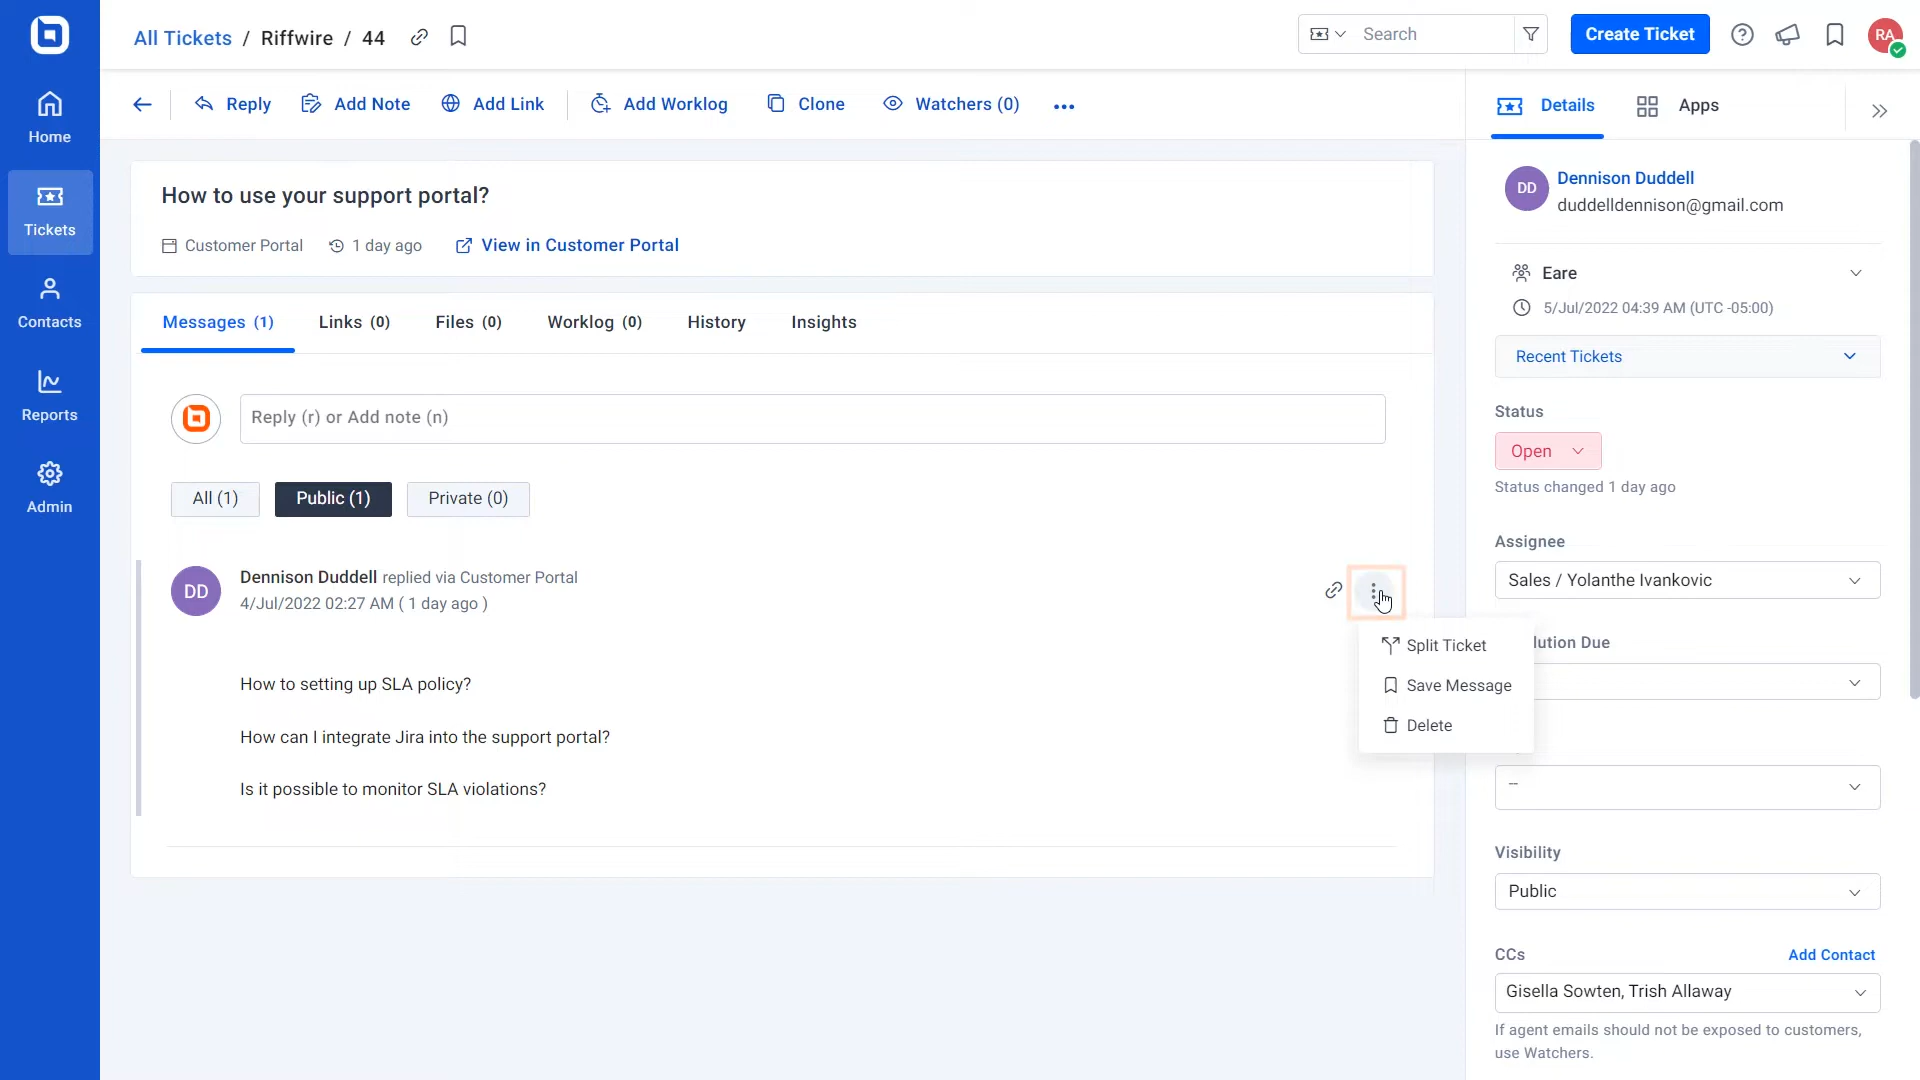 All Tickets / Riffwire / 44
Search
Create Ticket
RA
Home
Tickets
Contacts
Reports
Admin
Reply
Add Note
Add Link
Add Worklog
Clone
Watchers (0)
Details
Apps
How to use your support portal?
Customer Portal
1 day ago
View in Customer Portal
Messages (1)
Links (0)
Files (0)
Worklog (0)
History
Insights
Reply (r) or Add note (n)
All (1)
Public (1)
Private (0)
DD
Dennison Duddell replied via Customer Portal
4/Jul/2022 02:27 AM ( 1 day ago )
How to setting up SLA policy?
How can I integrate Jira into the support portal?
Is it possible to monitor SLA violations?
Split Ticket
Save Message
Delete
DD
Dennison Duddell
duddelldennison@gmail.com
Eare
5/Jul/2022 04:39 AM (UTC -05:00)
Recent Tickets
Status
Open
Status changed 1 day ago
Assignee
Sales / Yolanthe Ivankovic
lution Due
--
Visibility
Public
CCs
Add Contact
Gisella Sowten, Trish Allaway
If agent emails should not be exposed to customers,
use Watchers.